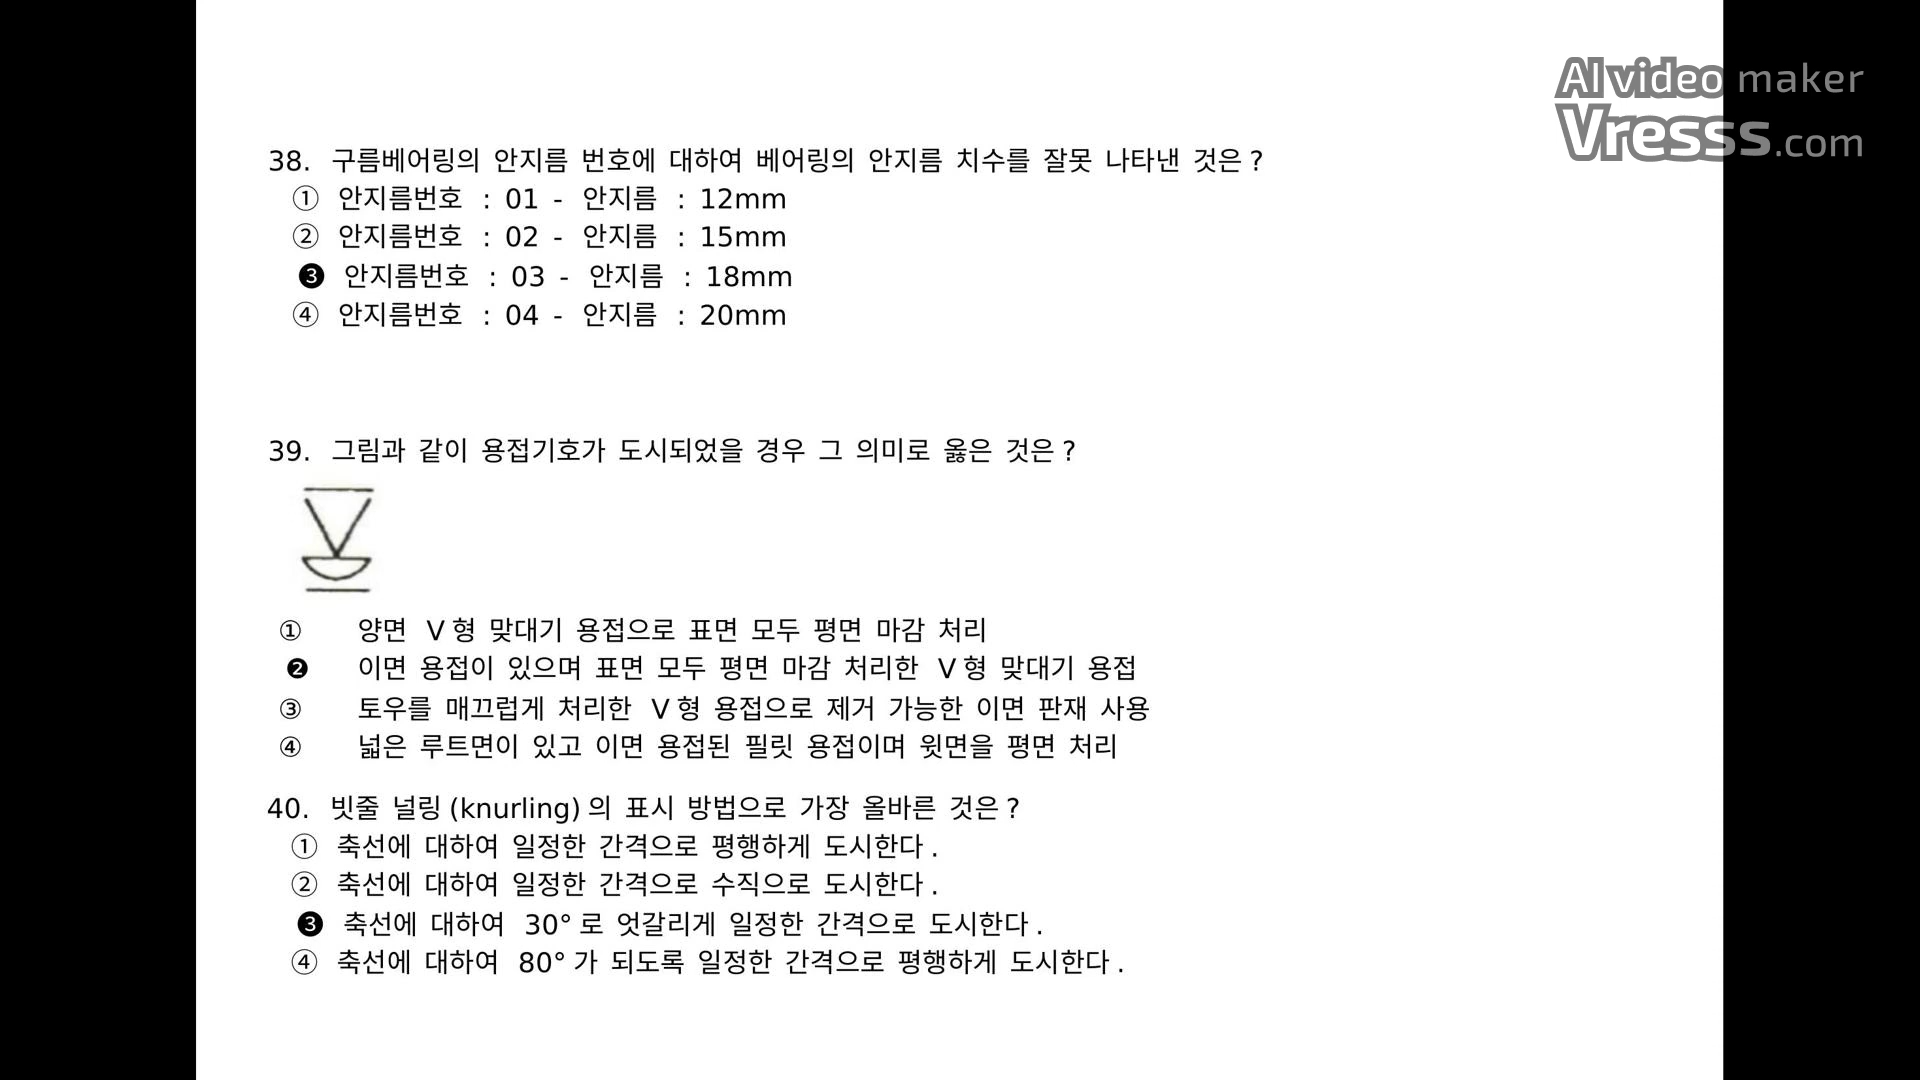 AI video maker
Vresss.com
38. 구름베어링의 안지름 번호에 대하여 베어링의 안지름 치수를 잘못 나타낸 것은?
① 안지름번호 : 01 - 안지름 : 12mm
② 안지름번호 : 02 - 안지름 : 15mm
❸ 안지름번호 : 03 - 안지름 : 18mm
④ 안지름번호 : 04 - 안지름 : 20mm
39. 그림과 같이 용접기호가 도시되었을 경우 그 의미로 옳은 것은?
① 양면 V형 맞대기 용접으로 표면 모두 평면 마감 처리
❷ 이면 용접이 있으며 표면 모두 평면 마감 처리한 V형 맞대기 용접
③ 토우를 매끄럽게 처리한 V형 용접으로 제거 가능한 이면 판재 사용
④ 넓은 루트면이 있고 이면 용접된 필릿 용접이며 윗면을 평면 처리
40. 빗줄 널링(knurling)의 표시 방법으로 가장 올바른 것은?
① 축선에 대하여 일정한 간격으로 평행하게 도시한다.
② 축선에 대하여 일정한 간격으로 수직으로 도시한다.
❸ 축선에 대하여 30°로 엇갈리게 일정한 간격으로 도시한다.
④ 축선에 대하여 80°가 되도록 일정한 간격으로 평행하게 도시한다.